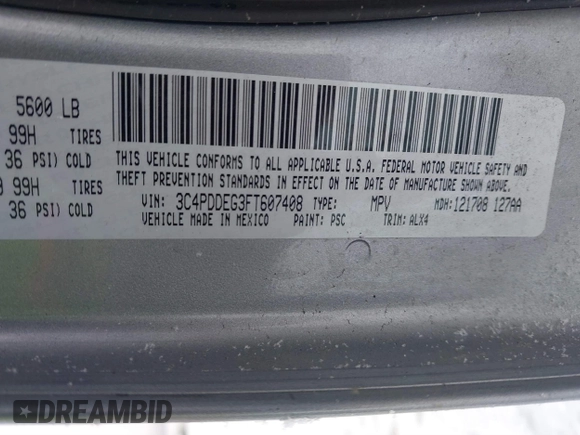 5600 LB
99H TIRES
36 PSI) COLD
99H TIRES
36 PSI) COLD
THIS VEHICLE CONFORMS TO ALL APPLICABLE U.S.A. FEDERAL MOTOR VEHICLE SAFETY AND
THEFT PREVENTION STANDARDS IN EFFECT ON THE DATE OF MANUFACTURE SHOWN ABOVE.
VIN: 3C4PDDEG3FT607408 TYPE: MPV MDH: 121708 127AA
VEHICLE MADE IN MEXICO PAINT: PSC TRIM: ALX4
DREAMBID